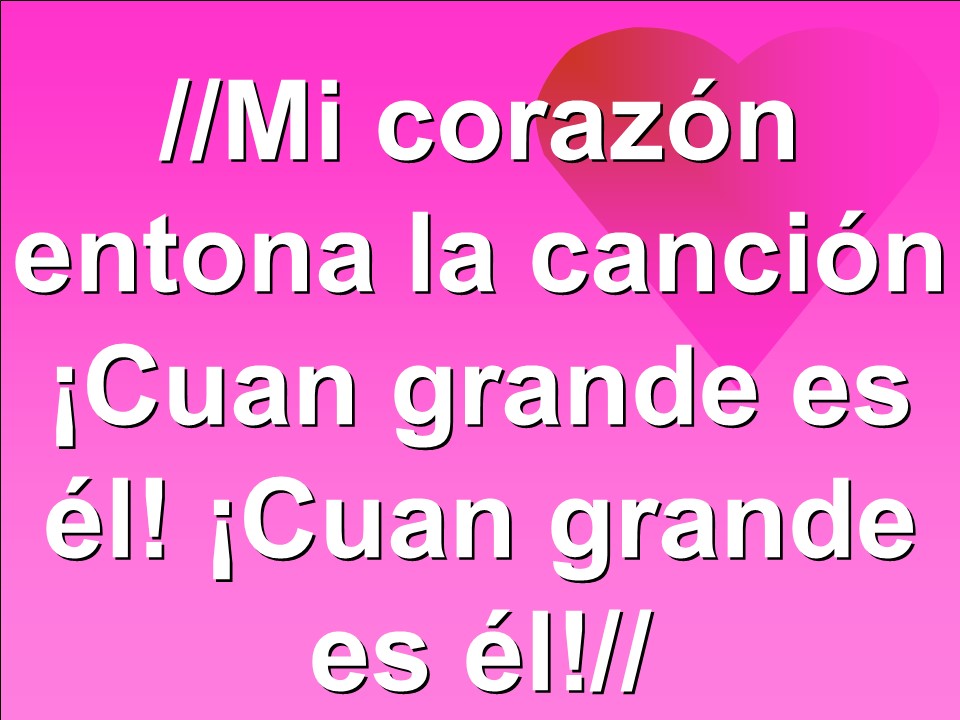 //Mi corazón
entona la canción
¡Cuan grande es
él! ¡Cuan grande
es él!//